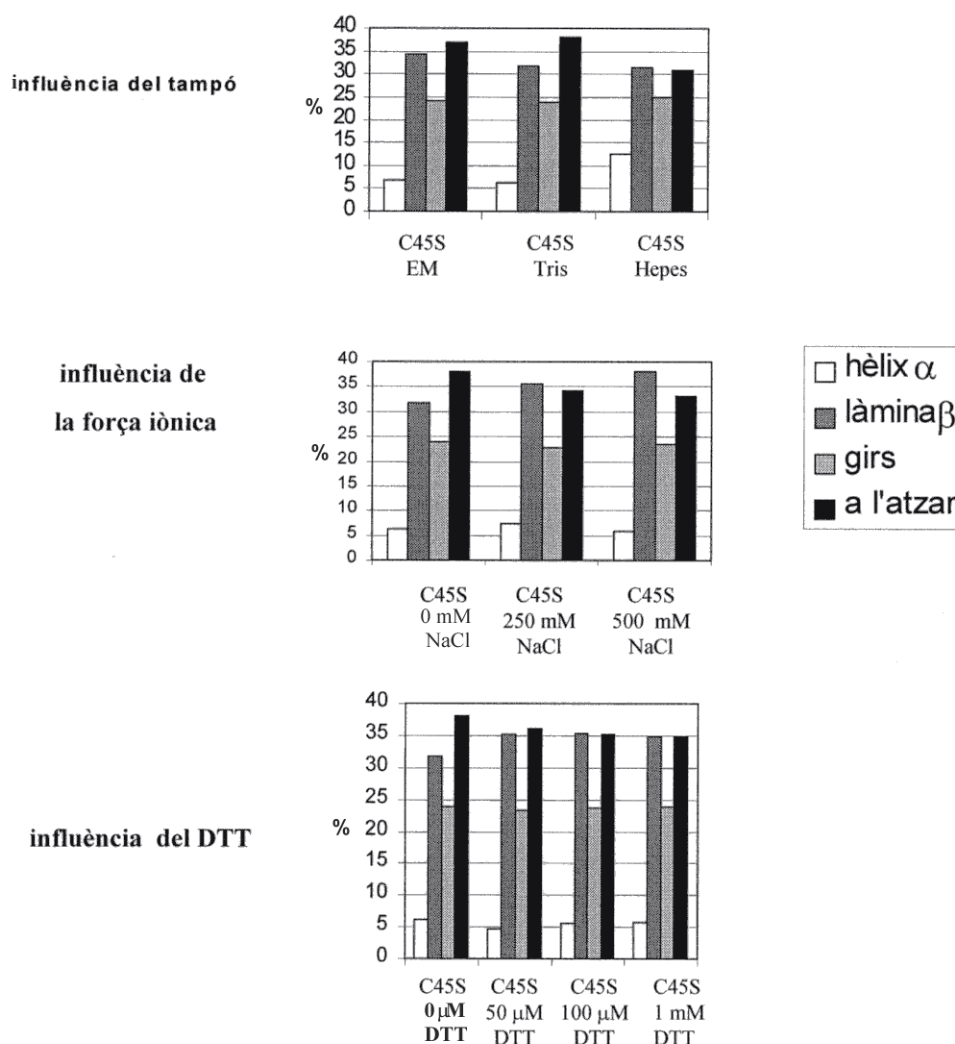 influència del tampó
%
40
35
30
25
20
15
10
5
0
C45S C45S C45S
EM Tris Hepes
influència de
la força iònica
%
40
35
30
25
20
15
10
5
0
C45S C45S C45S
0 mM 250 mM 500 mM
NaCl NaCl NaCl
hèlix α
làmina β
girs
a l'atzar
influència del DTT
%
40
35
30
25
20
15
10
5
0
C45S C45S C45S C45S
0 µM 50 µM 100 µM 1 mM
DTT DTT DTT DTT